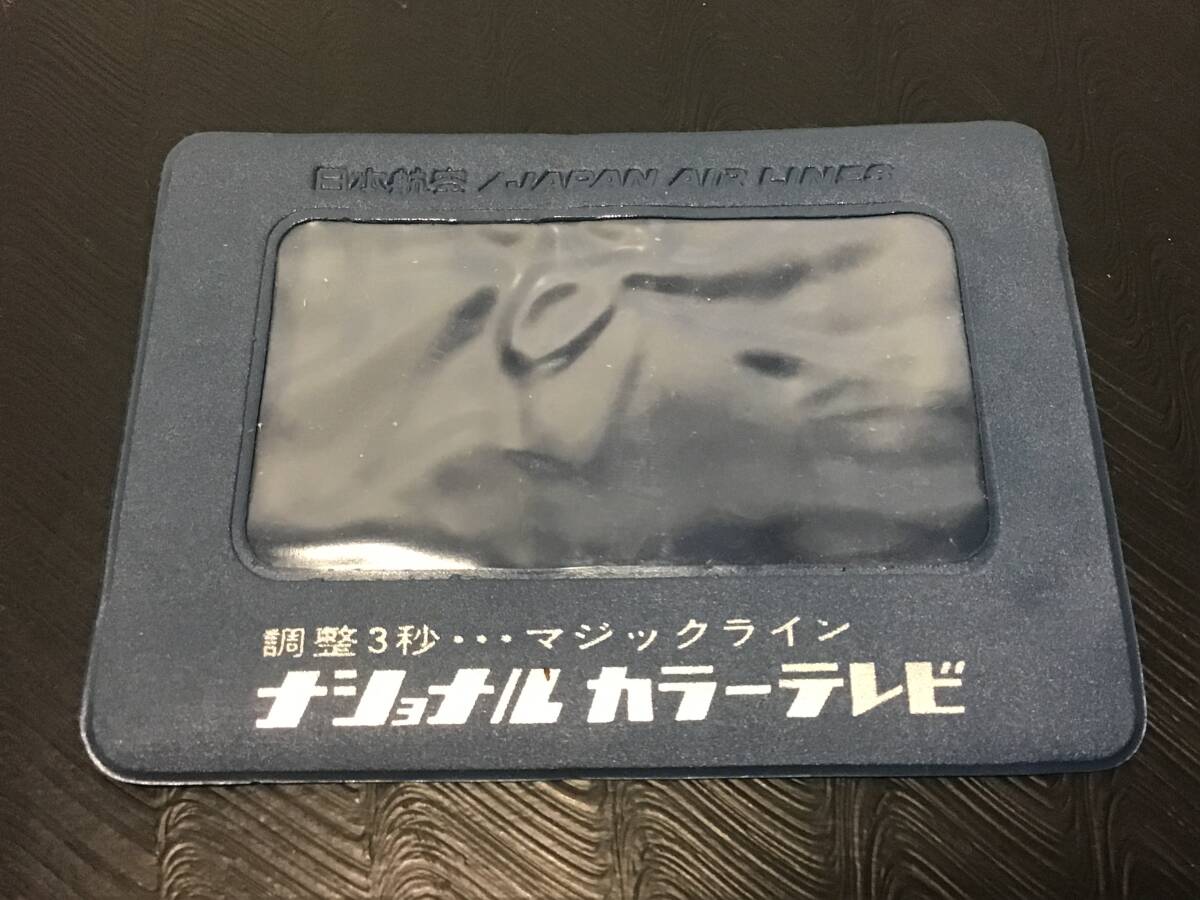 日本航空/JAPAN AIR LINES
調整3秒・・・マジックライン
ナショナル カラーテレビ